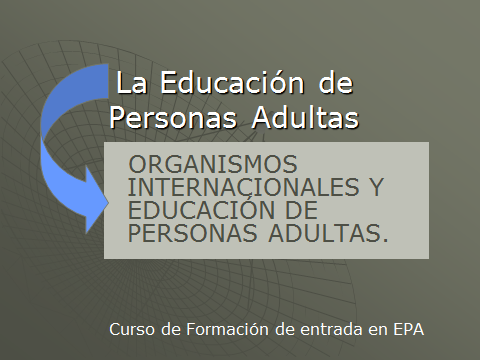 La Educación de
Personas Adultas
ORGANISMOS
INTERNACIONALES Y
EDUCACIÓN DE
PERSONAS ADULTAS.
Curso de Formación de entrada en EPA